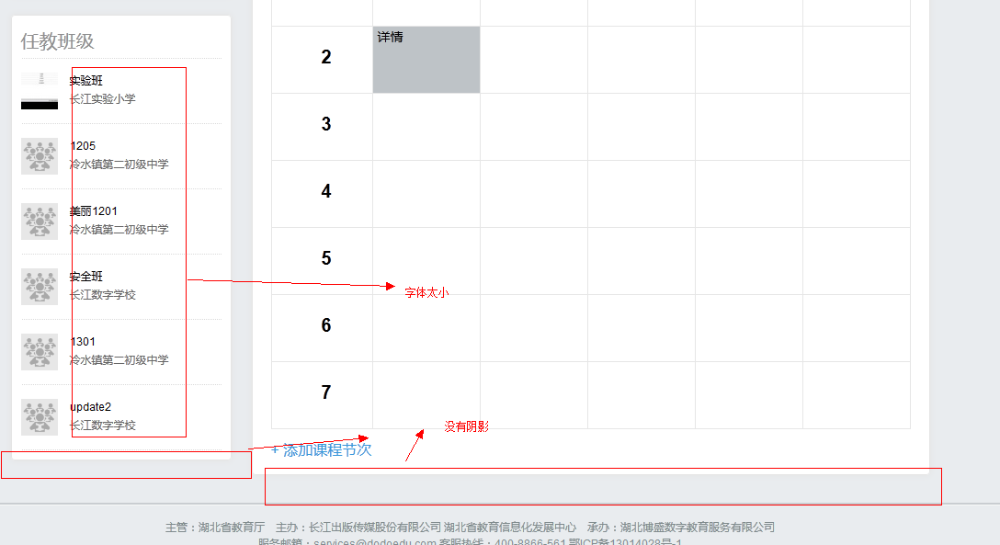 任教班级
实验班
长江实验小学
1205
冷水镇第二初级中学
美丽1201
冷水镇第二初级中学
安全班
长江数字学校
1301
冷水镇第二初级中学
update2
长江数字学校
2
详情
3
4
5
字体太小
6
7
没有阴影
+ 添加课程节次
主管：湖北省教育厅 主办：长江出版传媒股份有限公司 湖北省教育信息化发展中心 承办：湖北博盛数字教育服务有限公司
服务邮箱：services@dodoedu.com 客服热线：400-8866-561 鄂ICP备13014028号-1